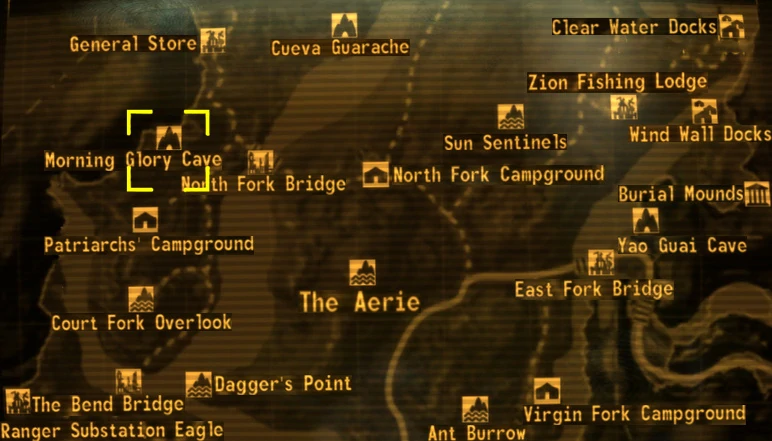 Clear Water Docks
General Store
Cueva Guarache
Zion Fishing Lodge
Wind Wall Docks
Sun Sentinels
Morning Glory Cave
North Fork Campground
North Fork Bridge
Burial Mounds
Patriarchs' Campground
Yao Guai Cave
East Fork Bridge
The Aerie
Court Fork Overlook
Dagger's Point
The Bend Bridge
Virgin Fork Campground
Ranger Substation Eagle
Ant Burrow